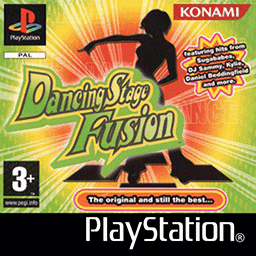 PlayStation
KONAMI
PAL
featuring hits from
Sugababes,
DJ Sammy, Kylie,
Daniel Beddingfield
and more.
Dancing Stage
Fusion
3+
www.pegi.info
The original and still the best...
PlayStation®